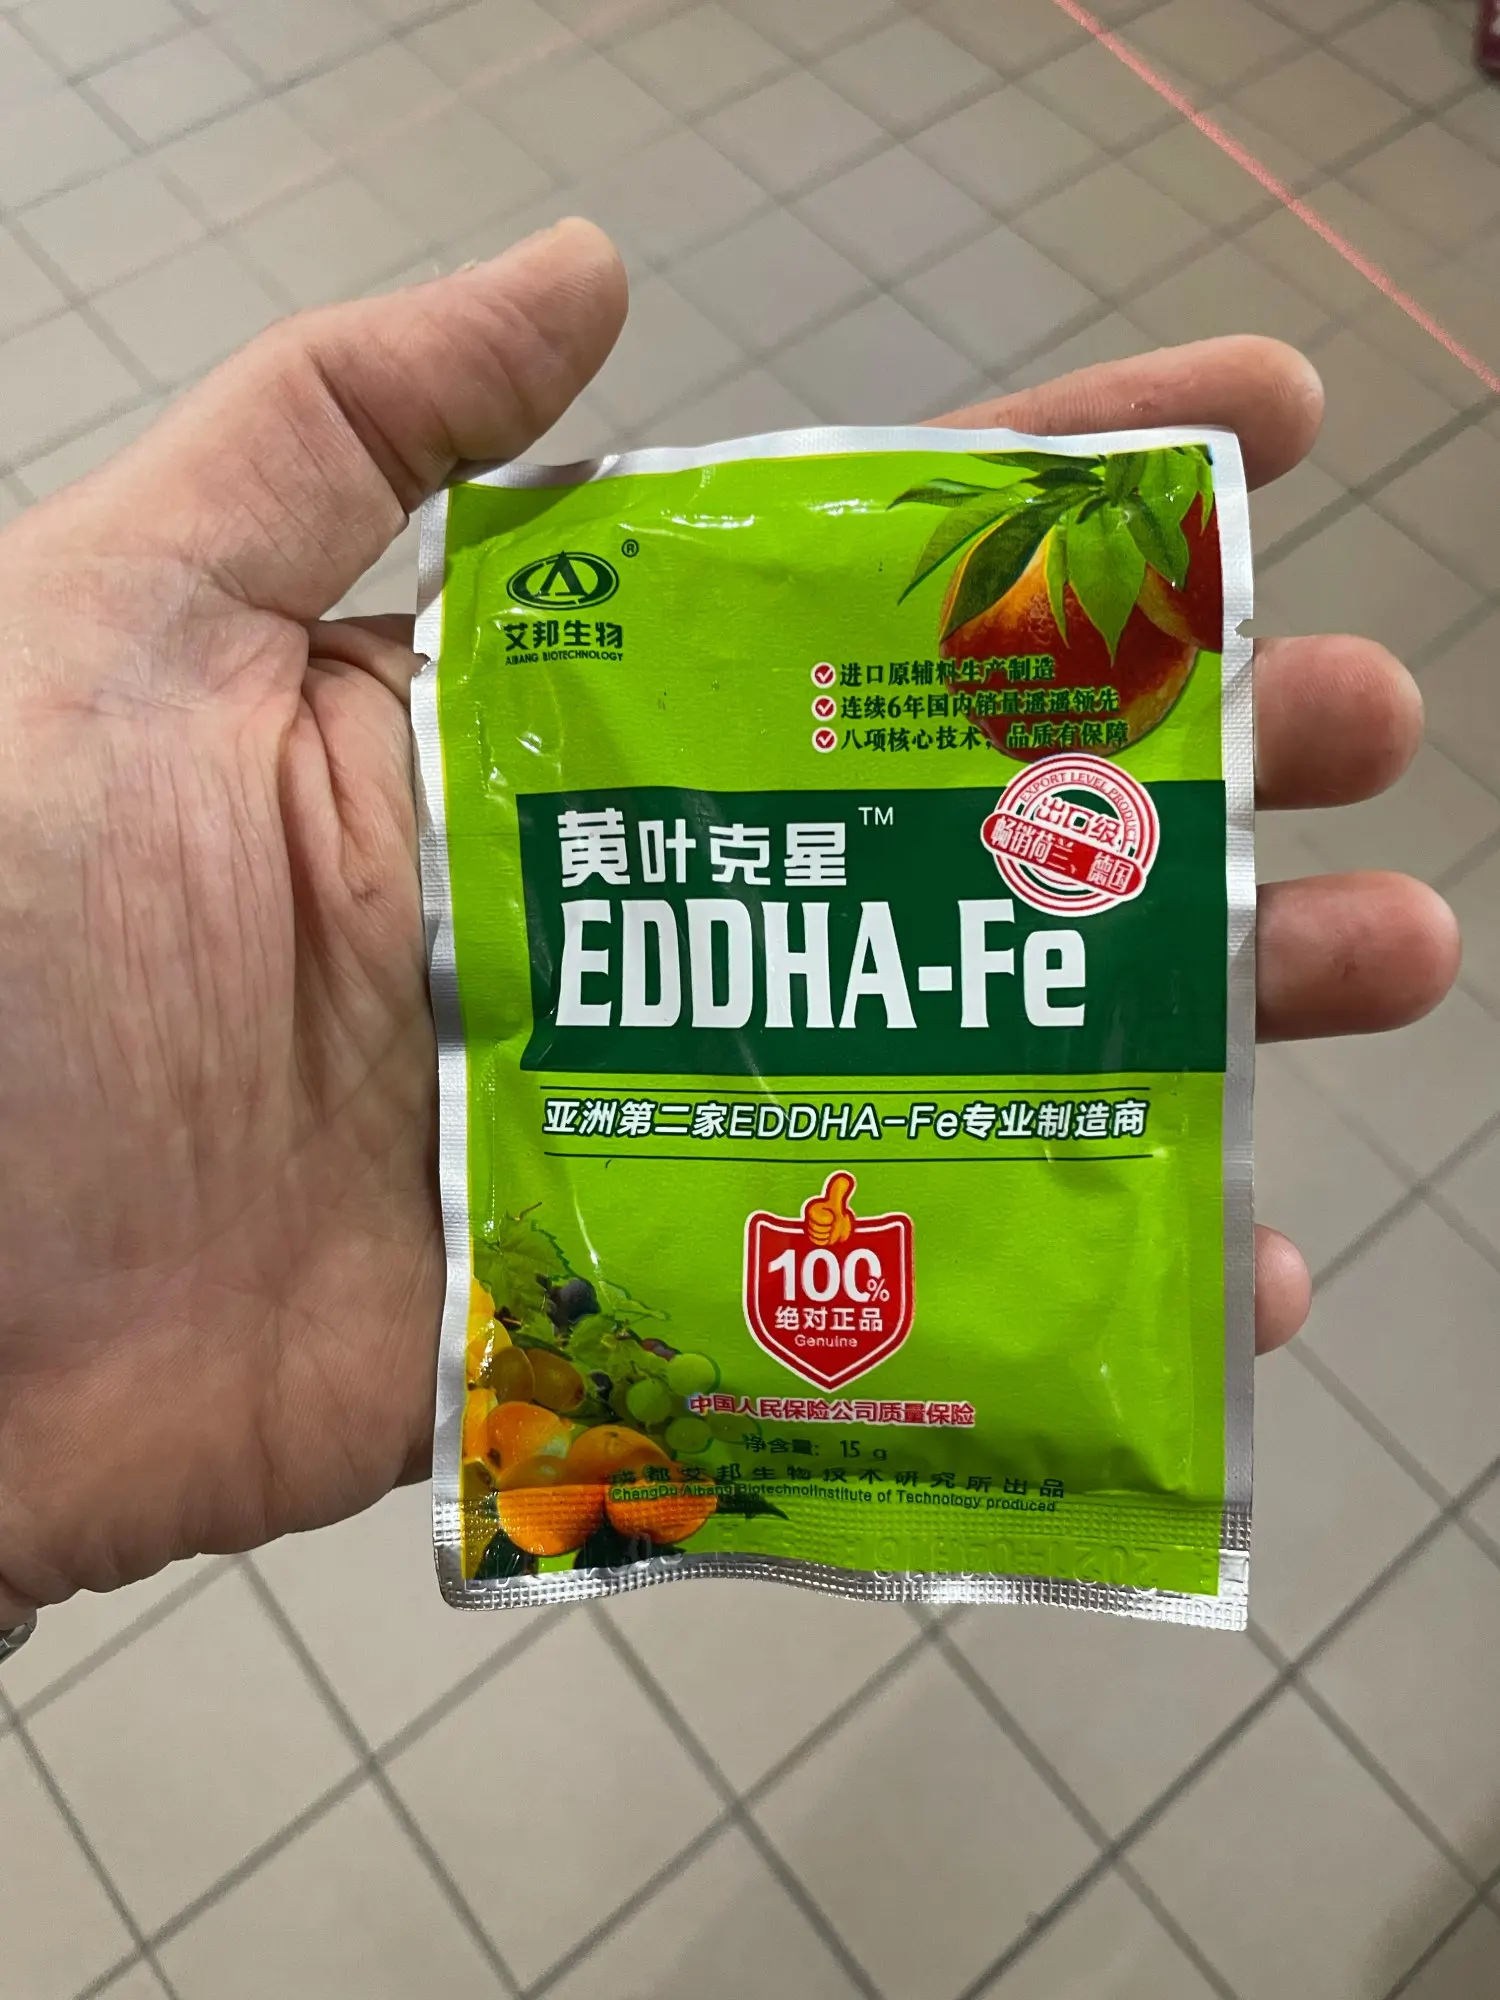 ®
艾邦生物
AIBANG BIOTECHNOLOGY
进口原辅料生产制造
连续6年国内销量遥遥领先
八项核心技术，品质有保障
EXPORT LEVEL PRODUCT
出口级
畅销荷兰、德国
黄叶克星™
EDDHA-Fe
亚洲第二家EDDHA-Fe专业制造商
100%
绝对正品
Genuine
中国人民保险公司质量保险
净含量: 15 g
成都艾邦生物技术研究所出品
ChengDu Aibang BiotechnolInstitute of Technology produced